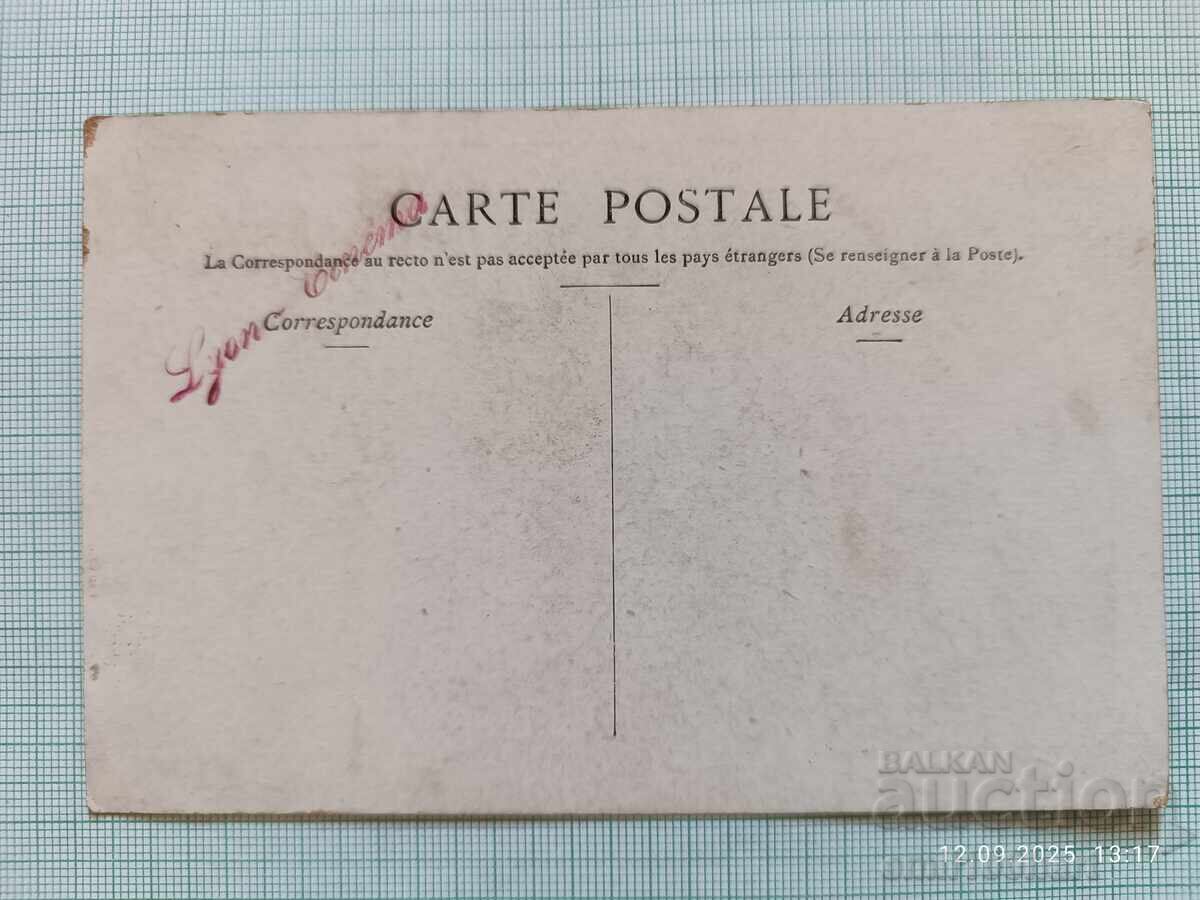 CARTE POSTALE
La Correspondance au recto n'est pas acceptée par tous les pays étrangers (Se renseigner à la Poste).
Correspondance
Adresse
Lyon - Cinéma
BALKAN
auction
12.09.2025 13:17